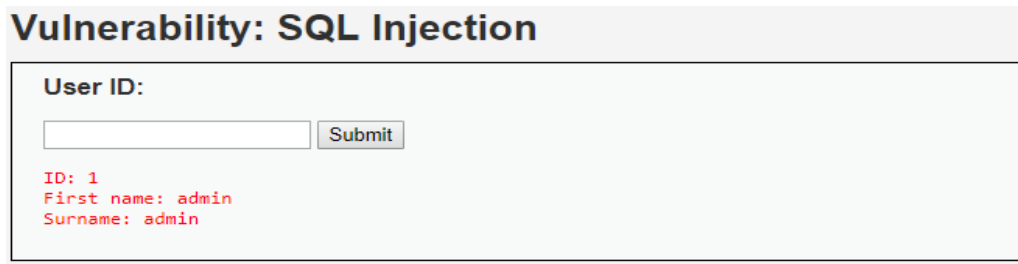 Vulnerability: SQL Injection
User ID:
Submit
ID: 1
First name: admin
Surname: admin